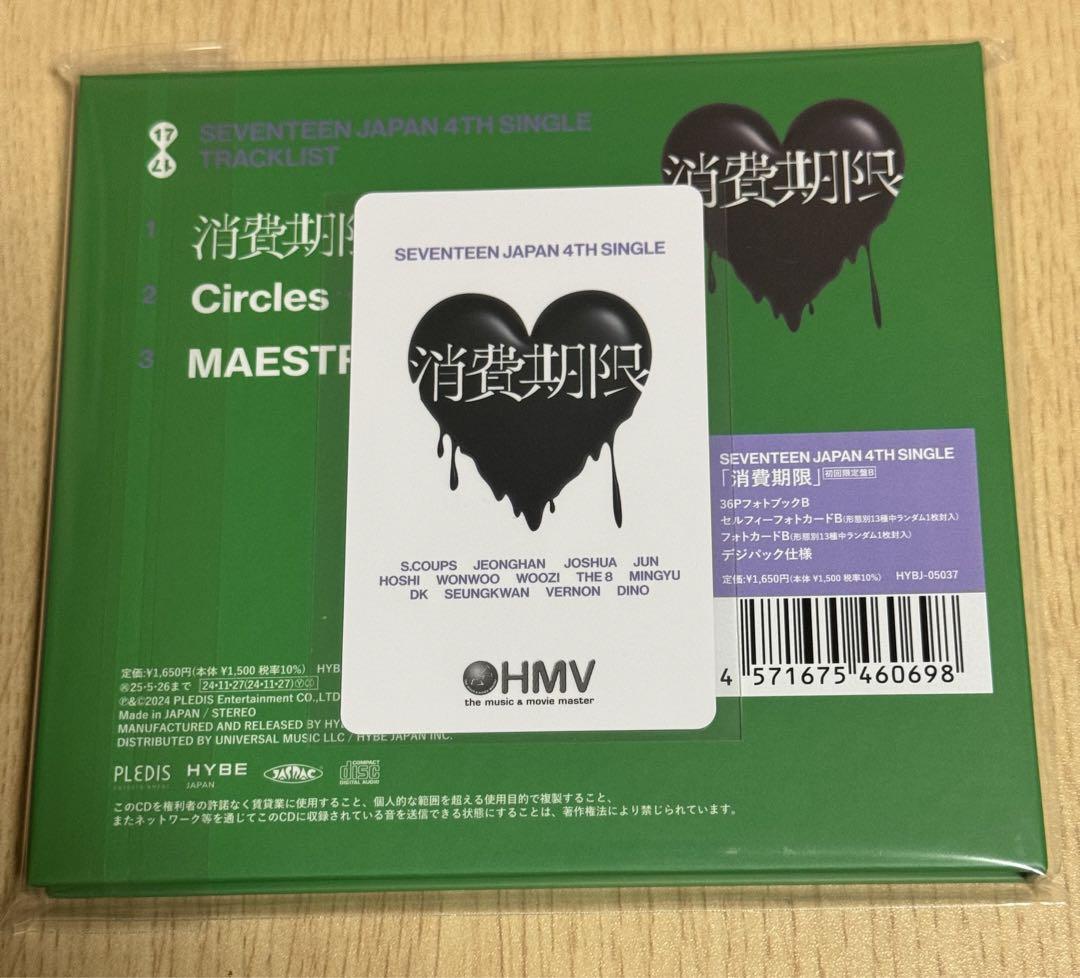 17
17
SEVENTEEN JAPAN 4TH SINGLE
TRACKLIST
消費期限
1 消費期限
2 Circles
3 MAESTR
SEVENTEEN JAPAN 4TH SINGLE
消費期限
S.COUPS JEONGHAN JOSHUA JUN
HOSHI WONWOO WOOZI THE 8 MINGYU
DK SEUNGKWAN VERNON DINO
HMV
the music & movie master
SEVENTEEN JAPAN 4TH SINGLE
「消費期限」初回限定盤B
36PフォトブックB
セルフィーフォトカードB(形態別13種中ランダム1枚封入)
フォトカードB(形態別13種中ランダム1枚封入)
デジパック仕様
定価:¥1,650(本体 ¥1,500 税率10%) HYBJ-05037
4 571675 460698
定価:¥1,650(本体 ¥1,500 税率10%) HYB
25・5・26まで 24・11・27(24・11・27)
Ⓟ&©2024 PLEDIS Entertainment CO.,LTD
Made in JAPAN / STEREO
MANUFACTURED AND RELEASED BY HY
DISTRIBUTED BY UNIVERSAL MUSIC LLC / HYBE JAPAN INC.
PLEDIS
ENTERTAINMENT
HYBE
JAPAN
JASRAC
COMPACT
disc
DIGITAL AUDIO
このCDを権利者の許諾なく賃貸業に使用すること、個人的な範囲を超える使用目的で複製すること、
またネットワーク等を通じてこのCDに収録されている音を送信できる状態にすることは、著作権法により禁じられています。